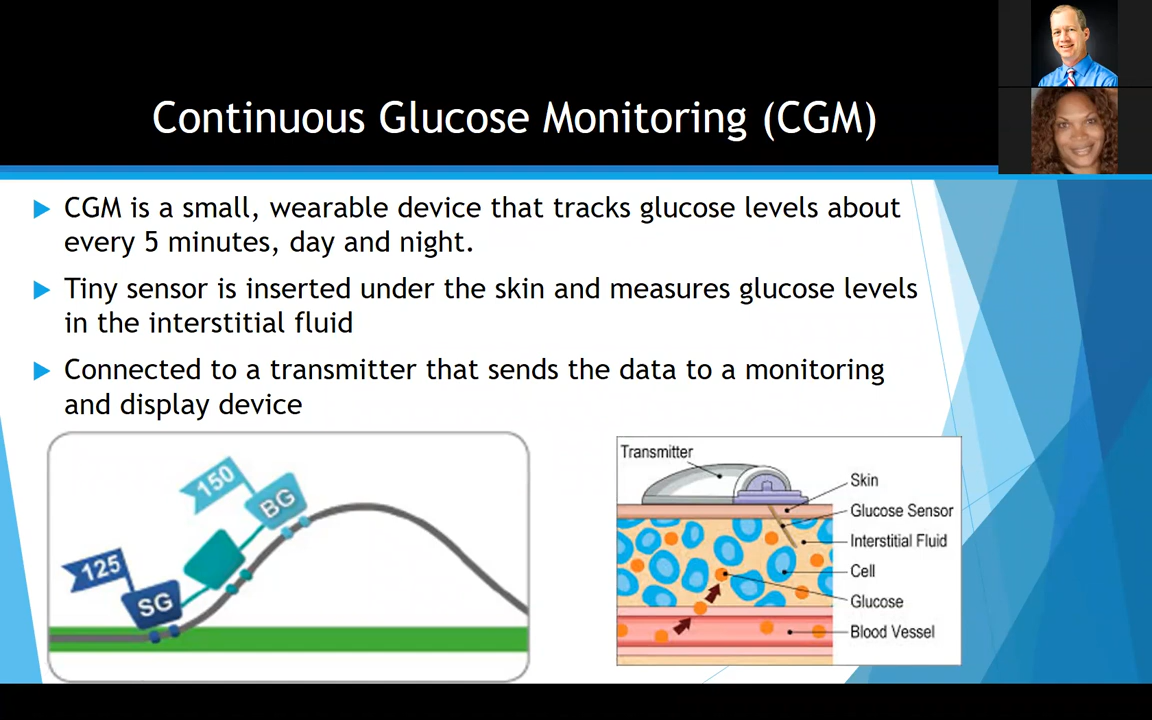 Continuous Glucose Monitoring (CGM)
CGM is a small, wearable device that tracks glucose levels about
every 5 minutes, day and night.
Tiny sensor is inserted under the skin and measures glucose levels
in the interstitial fluid
Connected to a transmitter that sends the data to a monitoring
and display device
150
BG
125
SG
Transmitter
Skin
Glucose Sensor
Interstitial Fluid
Cell
Glucose
Blood Vessel